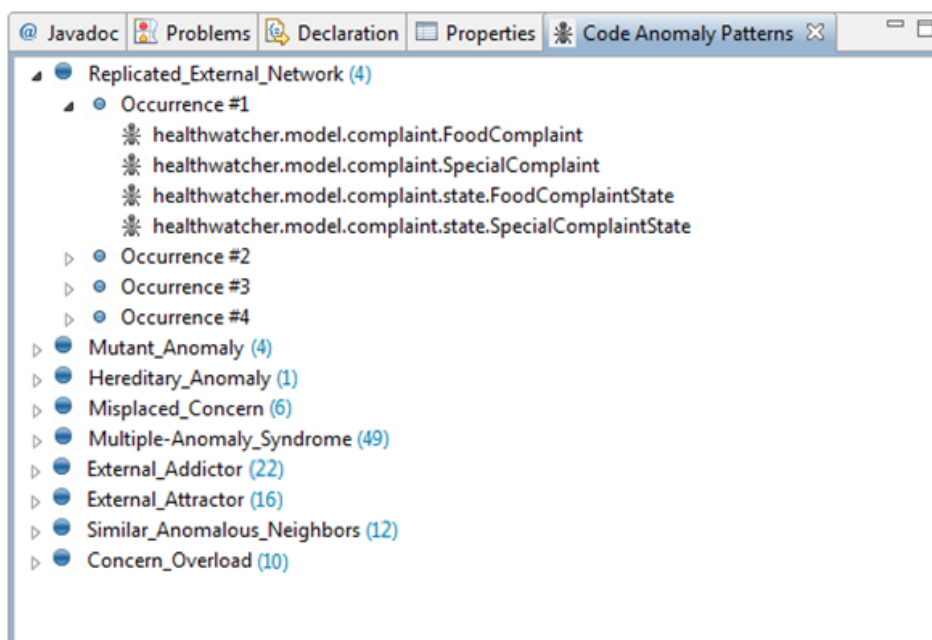 @ Javadoc Problems Declaration Properties Code Anomaly Patterns
Replicated_External_Network (4)
Occurrence #1
healthwatcher.model.complaint.FoodComplaint
healthwatcher.model.complaint.SpecialComplaint
healthwatcher.model.complaint.state.FoodComplaintState
healthwatcher.model.complaint.state.SpecialComplaintState
Occurrence #2
Occurrence #3
Occurrence #4
Mutant_Anomaly (4)
Hereditary_Anomaly (1)
Misplaced_Concern (6)
Multiple-Anomaly_Syndrome (49)
External_Addictor (22)
External_Attractor (16)
Similar_Anomalous_Neighbors (12)
Concern_Overload (10)